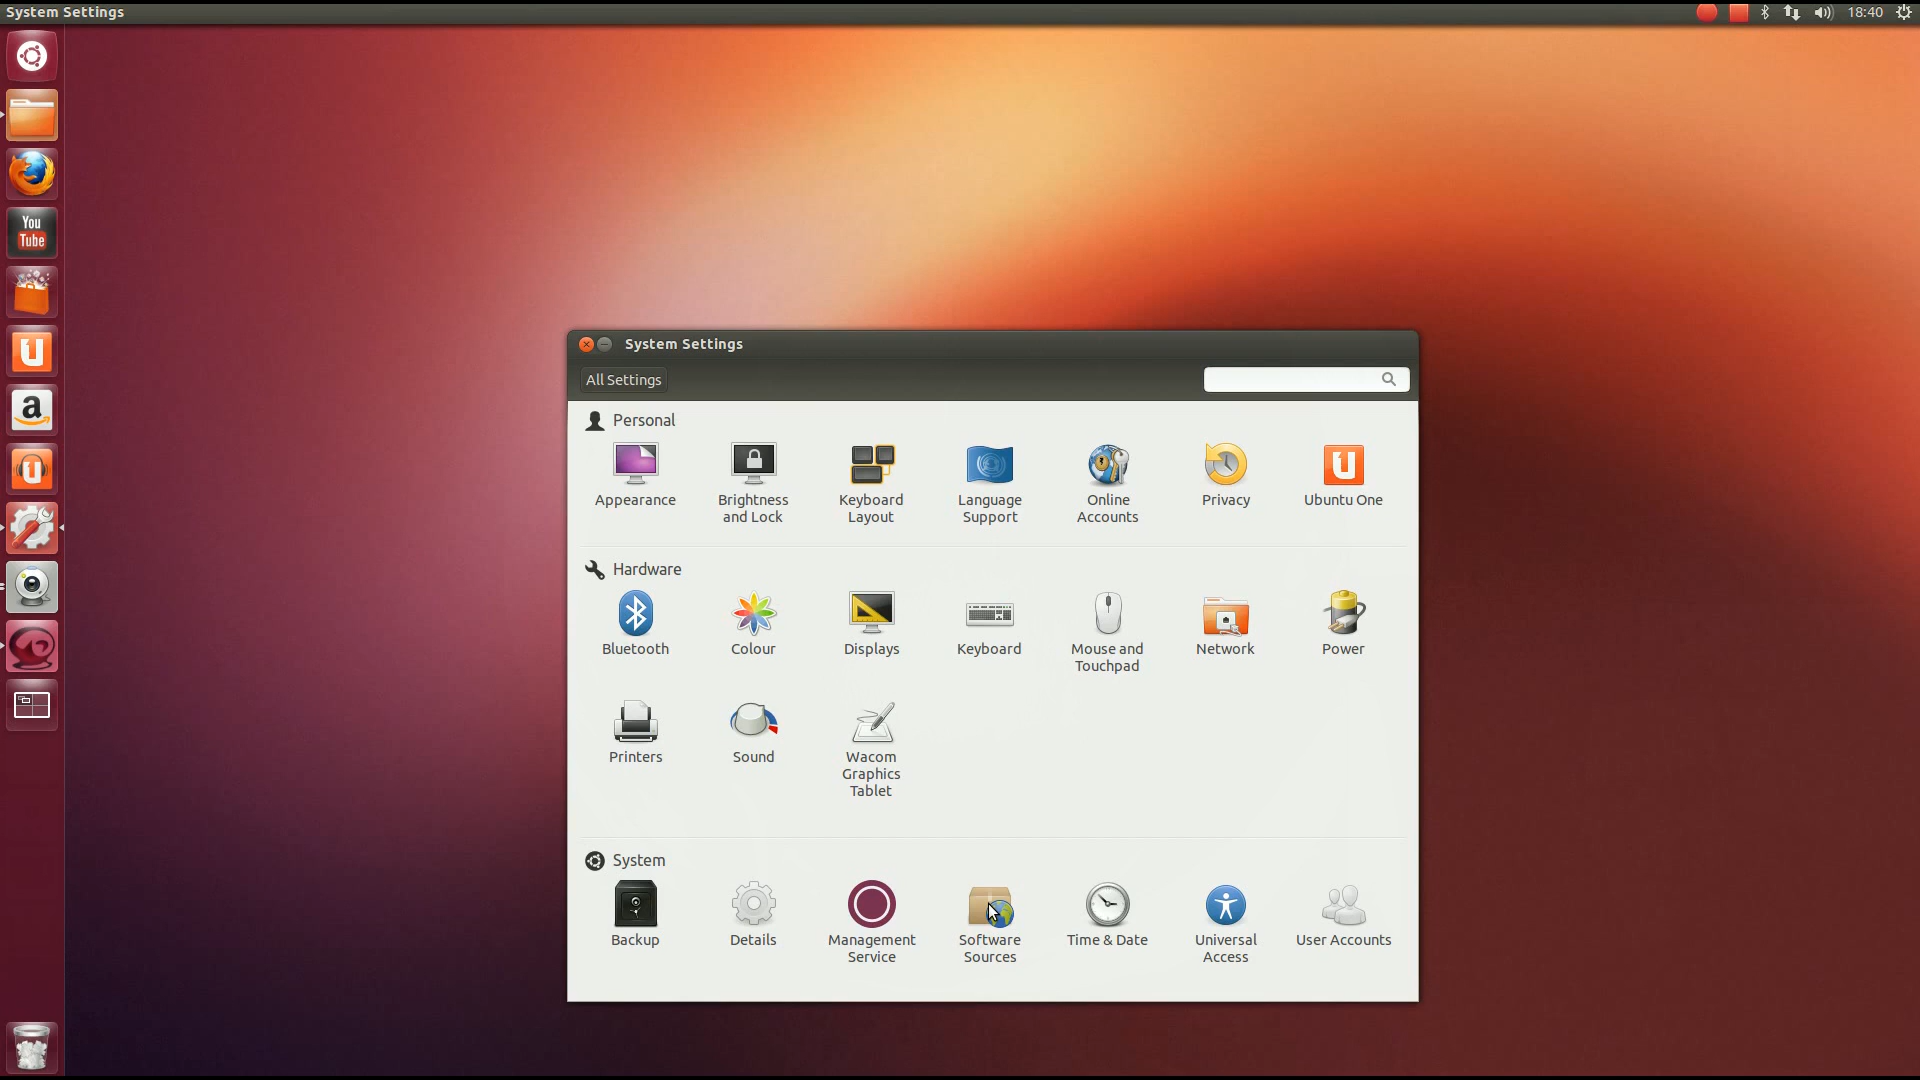 System Settings
18:40
You
Tube
a
System Settings
All Settings
Personal
Appearance
Brightness
and Lock
Keyboard
Layout
Language
Support
Online
Accounts
Privacy
Ubuntu One
Hardware
Bluetooth
Colour
Displays
Keyboard
Mouse and
Touchpad
Network
Power
Printers
Sound
Wacom
Graphics
Tablet
System
Backup
Details
Management
Service
Software
Sources
Time & Date
Universal
Access
User Accounts